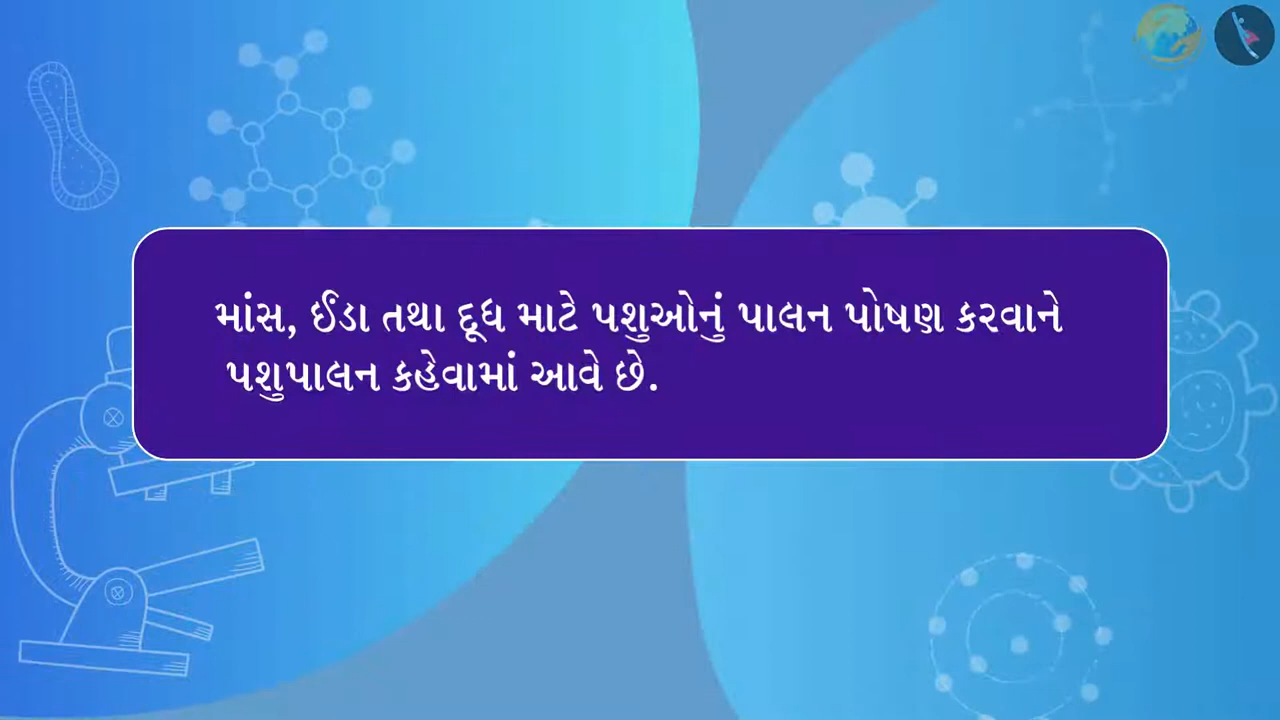 માંસ, ઈંડા તથા દૂધ માટે પશુઓનું પાલન પોષણ કરવાને
પશુપાલન કહેવામાં આવે છે.